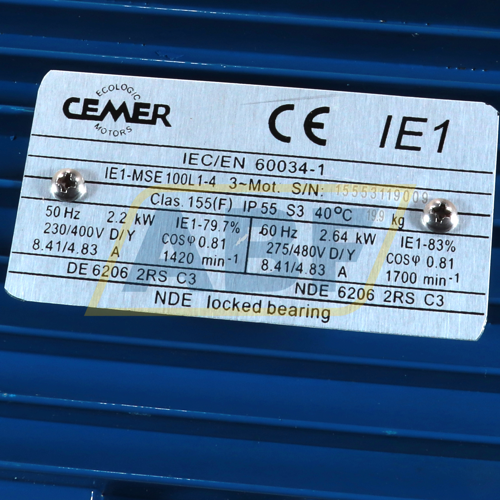 ECOLOGIC
CEMER
MOTORS
CE IE1
IEC/EN 60034-1
IE1-MSE100L1-4 3~Mot. S/N: 15553119009
Clas. 155(F) IP 55 S3 40°C 19.9 kg
50 Hz 2.2 kW IE1-79.7% 60 Hz 2.64 kW IE1-83%
230/400V D/Y COSφ 0.81 275/480V D/Y COSφ 0.81
8.41/4.83 A 1420 min-¹ 8.41/4.83 A 1700 min-¹
DE 6206 2RS C3 NDE 6206 2RS C3
NDE locked bearing